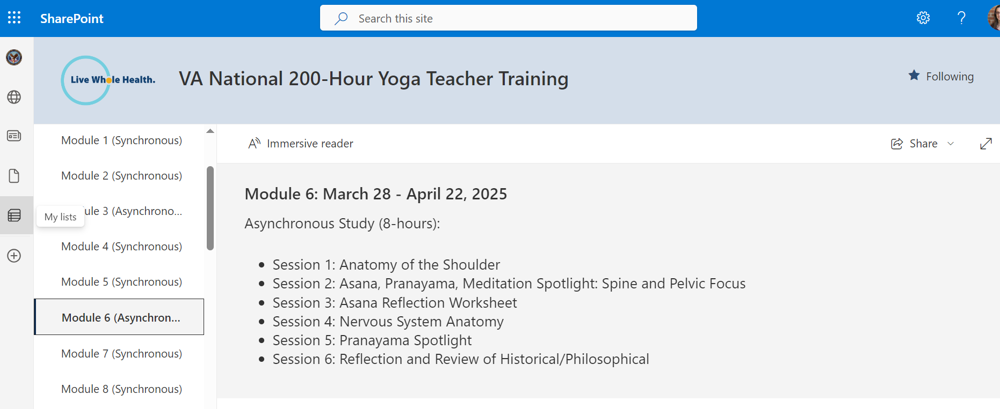 SharePoint
Search this site
Live Whole Health.
VA National 200-Hour Yoga Teacher Training
Following
Module 1 (Synchronous)
Module 2 (Synchronous)
ule 3 (Asynchrono...
My lists
Module 4 (Synchronous)
Module 5 (Synchronous)
Module 6 (Asynchron...
Module 7 (Synchronous)
Module 8 (Synchronous)
Immersive reader
Share
Module 6: March 28 - April 22, 2025
Asynchronous Study (8-hours):
• Session 1: Anatomy of the Shoulder
• Session 2: Asana, Pranayama, Meditation Spotlight: Spine and Pelvic Focus
• Session 3: Asana Reflection Worksheet
• Session 4: Nervous System Anatomy
• Session 5: Pranayama Spotlight
• Session 6: Reflection and Review of Historical/Philosophical